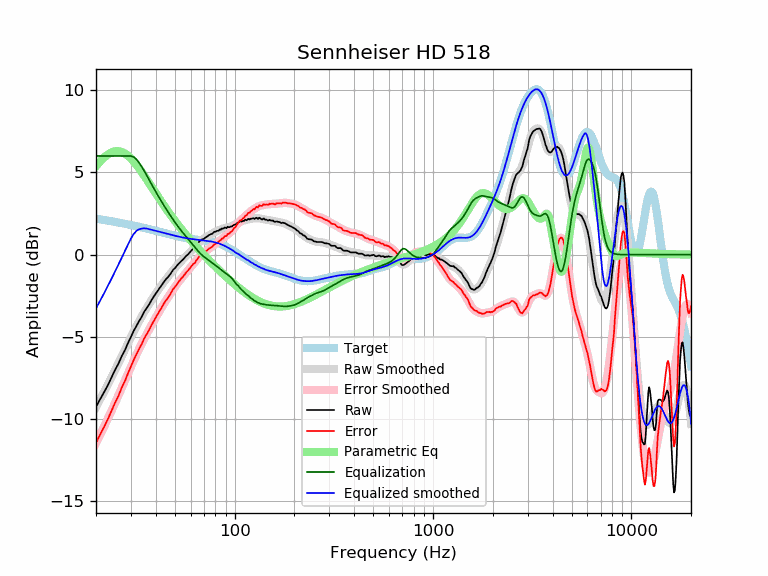 Sennheiser HD 518
Amplitude (dBr)
10
5
0
−5
−10
−15
Target
Raw Smoothed
Error Smoothed
Raw
Error
Parametric Eq
Equalization
Equalized smoothed
100 1000 10000
Frequency (Hz)